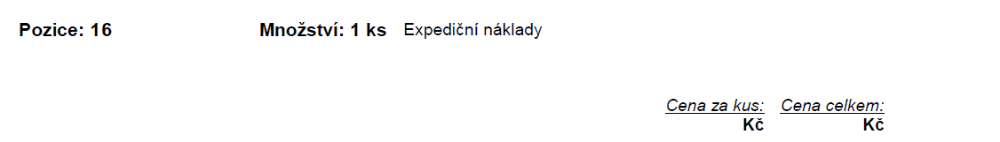 Pozice: 16 Množství: 1 ks Expediční náklady
Cena za kus: Cena celkem:
Kč Kč